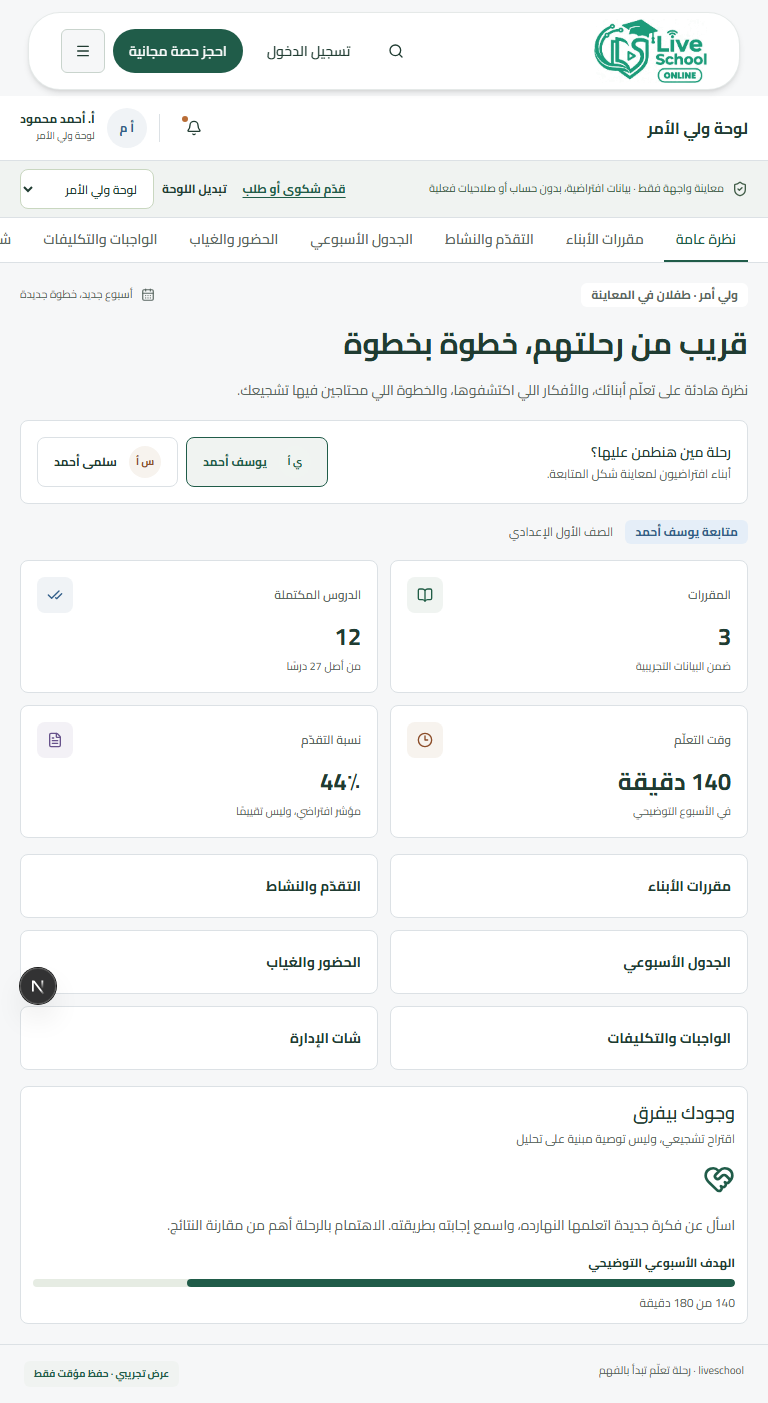 Live
School
ONLINE
تسجيل الدخول
احجز حصة مجانية
لوحة ولي الأمر
أ م
أ. أحمد محمود
لوحة ولي الأمر
معاينة واجهة فقط · بيانات افتراضية، بدون حساب أو صلاحيات فعلية
قدّم شكوى أو طلب
تبديل اللوحة
لوحة ولي الأمر
نظرة عامة
مقررات الأبناء
التقدّم والنشاط
الجدول الأسبوعي
الحضور والغياب
الواجبات والتكليفات
ولي أمر · طفلان في المعاينة
أسبوع جديد، خطوة جديدة
قريب من رحلتهم، خطوة بخطوة
نظرة هادئة على تعلّم أبنائك، والأفكار اللي اكتشفوها، والخطوة اللي محتاجين فيها تشجيعك.
رحلة مين هنطمن عليها؟
أبناء افتراضيون لمعاينة شكل المتابعة.
ي أ
يوسف أحمد
س أ
سلمى أحمد
متابعة يوسف أحمد
الصف الأول الإعدادي
المقررات
3
ضمن البيانات التجريبية
الدروس المكتملة
12
من أصل 27 درسًا
وقت التعلّم
140 دقيقة
في الأسبوع التوضيحي
نسبة التقدّم
44٪
مؤشر افتراضي، وليس تقييمًا
مقررات الأبناء
التقدّم والنشاط
الجدول الأسبوعي
الحضور والغياب
الواجبات والتكليفات
شات الإدارة
وجودك بيفرق
اقتراح تشجيعي، وليس توصية مبنية على تحليل
اسأل عن فكرة جديدة اتعلمها النهارده، واسمع إجابته بطريقته. الاهتمام بالرحلة أهم من مقارنة النتائج.
الهدف الأسبوعي التوضيحي
140 من 180 دقيقة
liveschool · رحلة تعلّم تبدأ بالفهم
عرض تجريبي · حفظ مؤقت فقط